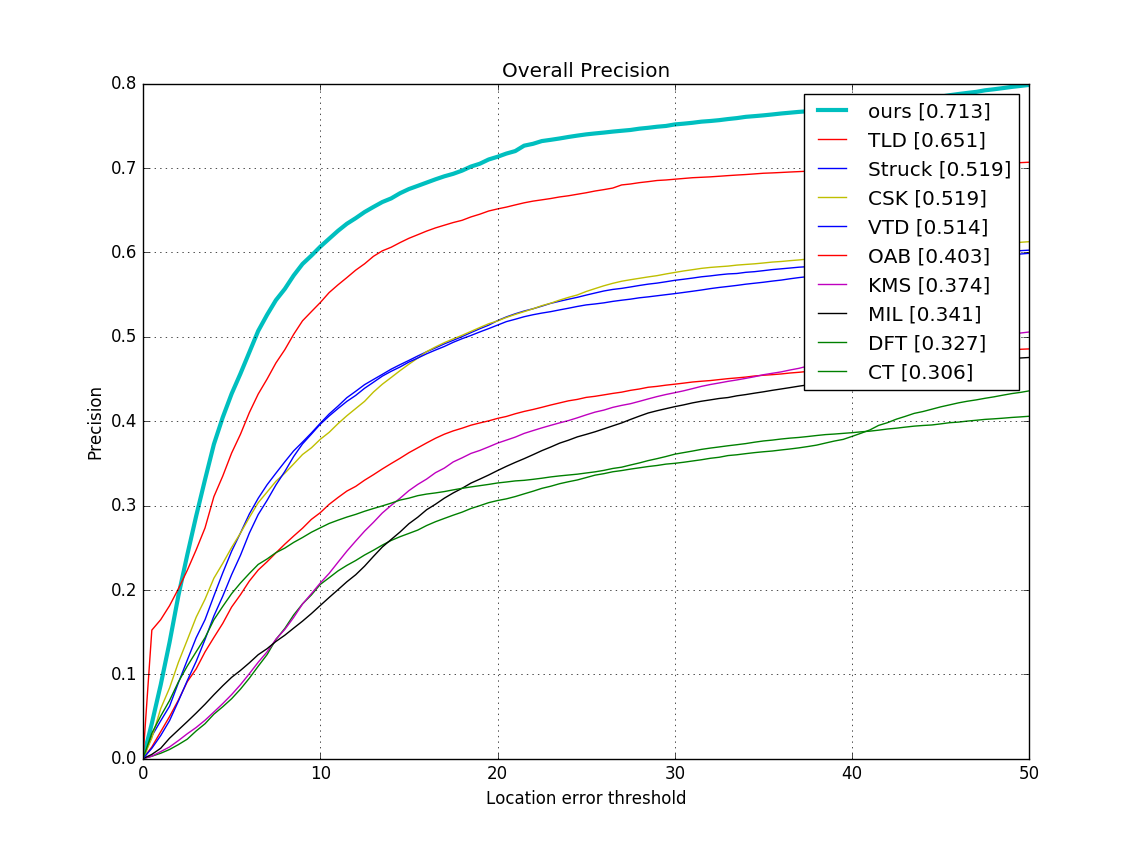 Overall Precision
0.8
0.7
0.6
0.5
0.4
0.3
0.2
0.1
0.0
Precision
ours [0.713]
TLD [0.651]
Struck [0.519]
CSK [0.519]
VTD [0.514]
OAB [0.403]
KMS [0.374]
MIL [0.341]
DFT [0.327]
CT [0.306]
0 10 20 30 40 50
Location error threshold